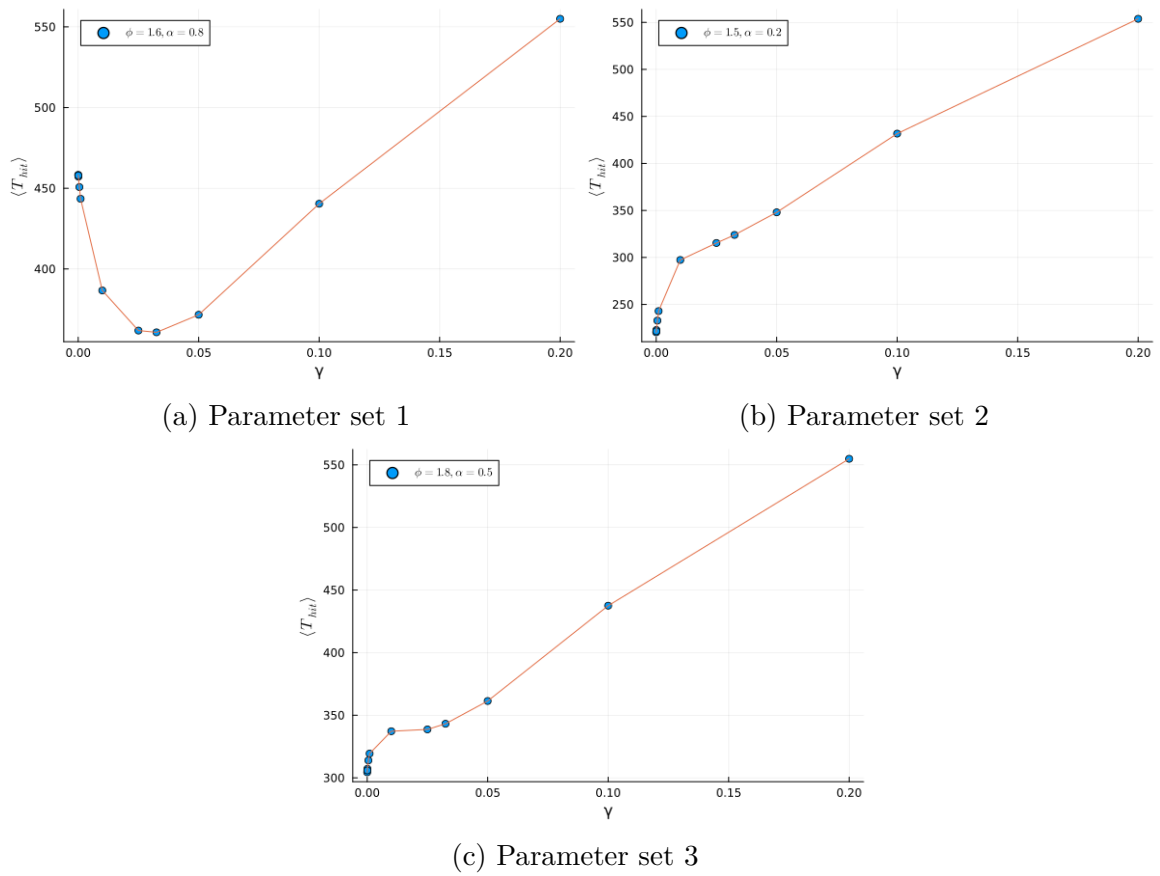 550
500
450
400
⟨T_hit⟩
ϕ = 1.6, α = 0.8
0.00 0.05 0.10 0.15 0.20
γ
(a) Parameter set 1
550
500
450
400
350
300
250
⟨T_hit⟩
ϕ = 1.5, α = 0.2
0.00 0.05 0.10 0.15 0.20
γ
(b) Parameter set 2
550
500
450
400
350
300
⟨T_hit⟩
ϕ = 1.8, α = 0.5
0.00 0.05 0.10 0.15 0.20
γ
(c) Parameter set 3